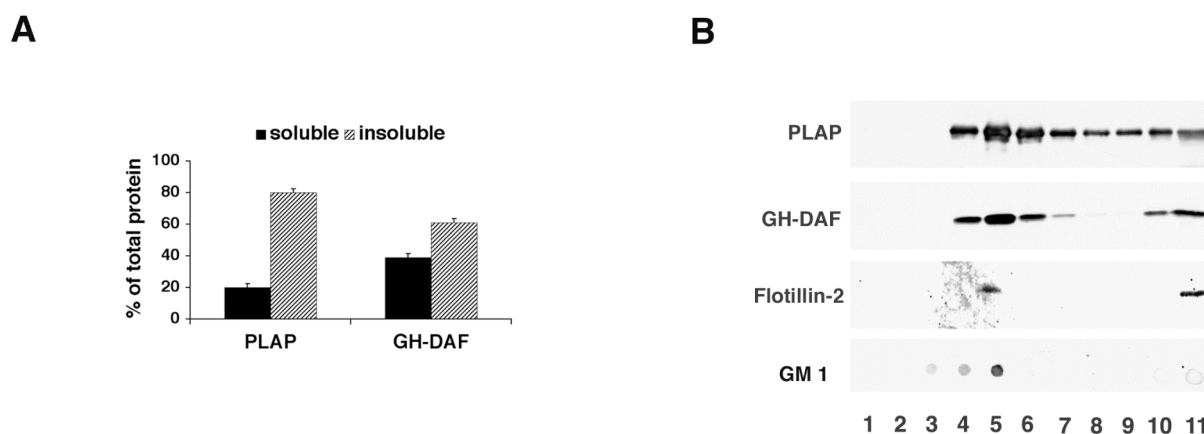 A
soluble insoluble
% of total protein
100
80
60
40
20
0
PLAP GH-DAF
B
PLAP
GH-DAF
Flotillin-2
GM 1
1 2 3 4 5 6 7 8 9 10 11